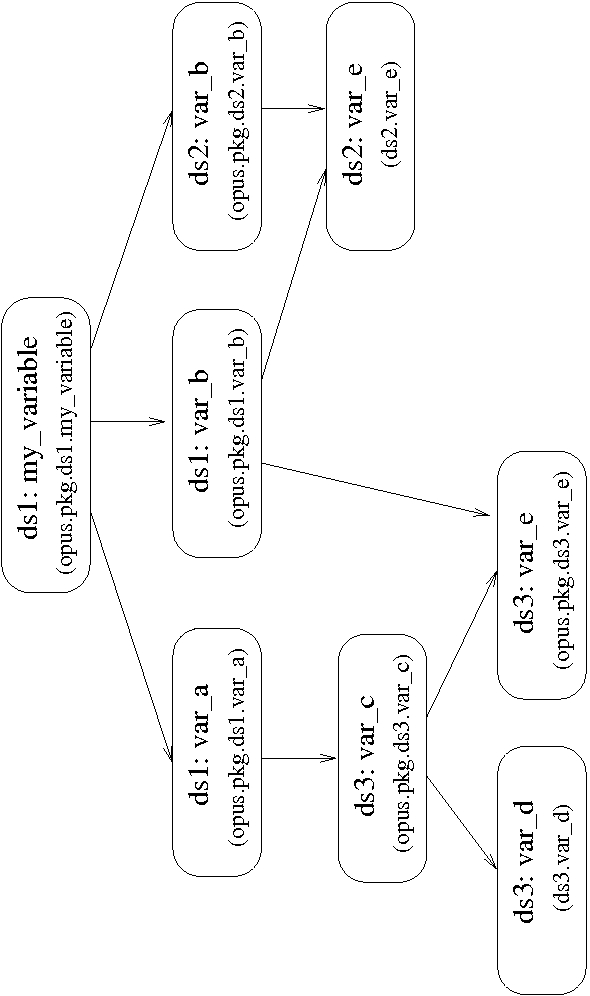 ds1: my_variable
(opus.pkg.ds1.my_variable)
ds1: var_a
(opus.pkg.ds1.var_a)
ds1: var_b
(opus.pkg.ds1.var_b)
ds2: var_b
(opus.pkg.ds2.var_b)
ds3: var_c
(opus.pkg.ds3.var_c)
ds2: var_e
(ds2.var_e)
ds3: var_d
(ds3.var_d)
ds3: var_e
(opus.pkg.ds3.var_e)